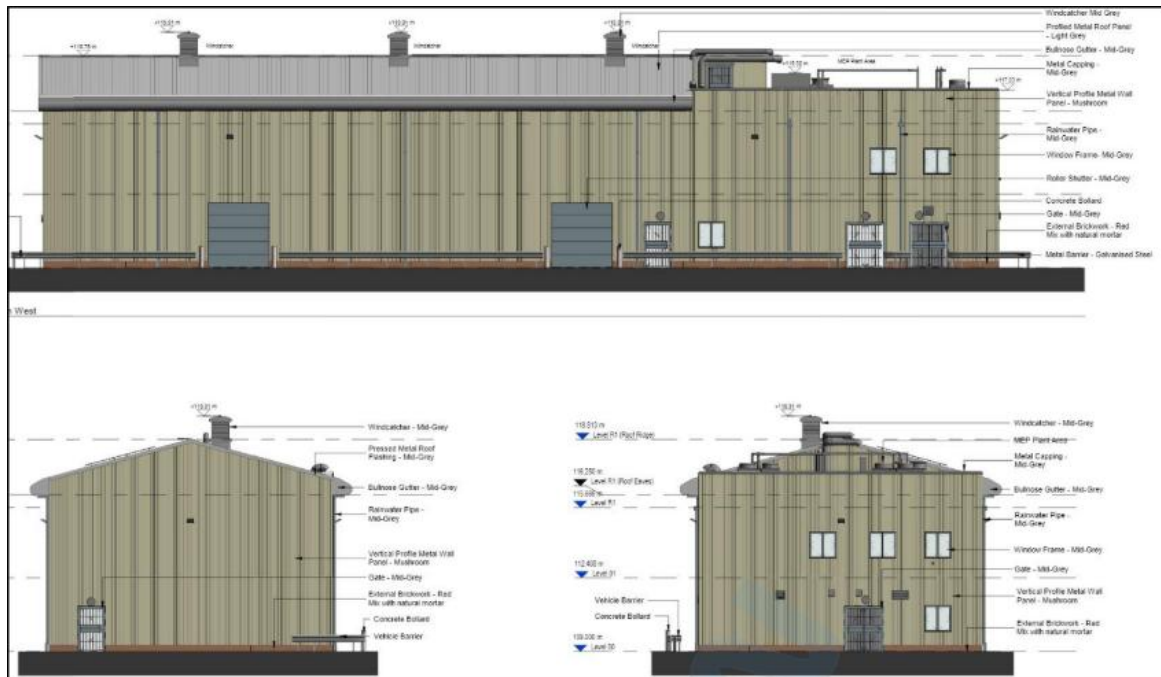 Windcatcher Mid Grey
Windcatcher
Windcatcher
Windcatcher
Profiled Metal Roof Panel
- Light Grey
Bullnose Gutter - Mid-Grey
MEP Plant Area
Metal Capping -
Mid-Grey
Vertical Profile Metal Wall
Panel - Mushroom
Rainwater Pipe -
Mid-Grey
Window Frame- Mid-Grey
Roller Shutter - Mid-Grey
Concrete Bollard
Gate - Mid-Grey
External Brickwork - Red
Mix with natural mortar
Metal Barrier - Galvanised Steel
West
Windcatcher - Mid-Grey
Pressed Metal Roof
Flashing - Mid-Grey
Bullnose Gutter - Mid-Grey
Rainwater Pipe -
Mid-Grey
Vertical Profile Metal Wall
Panel - Mushroom
Gate - Mid-Grey
External Brickwork - Red
Mix with natural mortar
Concrete Bollard
Vehicle Barrier
Level R1 (Roof Ridge)
Level R1 (Roof Eaves)
Level R1
Level 01
Level 00
Vehicle Barrier
Concrete Bollard
Windcatcher - Mid-Grey
MEP Plant Area
Metal Capping -
Mid-Grey
Bullnose Gutter - Mid-Grey
Rainwater Pipe -
Mid-Grey
Window Frame - Mid-Grey
Gate - Mid-Grey
Vertical Profile Metal Wall
Panel - Mushroom
External Brickwork - Red
Mix with natural mortar